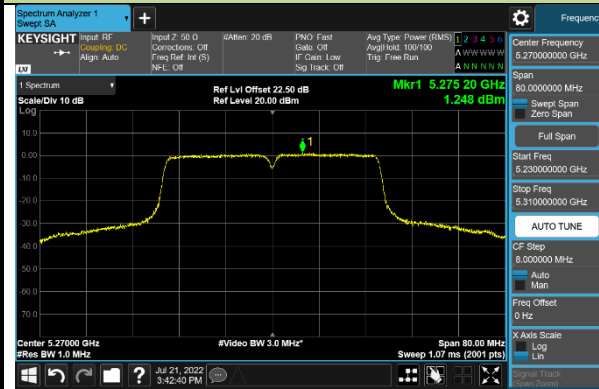 Spectrum Analyzer 1
Swept SA
+
Frequenc
KEYSIGHT
Input: RF
Coupling: DC
Align: Auto
Input Z: 50 Ω
Corrections: Off
Freq Ref: Int (S)
NFE: Off
#Atten: 20 dB
PNO: Fast
Gate: Off
IF Gain: Low
Sig Track: Off
Avg Type: Power (RMS)
Avg|Hold: 100/100
Trig: Free Run
1 2 3 4 5 6
A W W W W W
A N N N N N
LXI
1 Spectrum
Scale/Div 10 dB
Log
Ref Lvl Offset 22.50 dB
Ref Level 20.00 dBm
Mkr1 5.275 20 GHz
1.248 dBm
1
10.0
0.00
-10.0
-20.0
-30.0
-40.0
-50.0
-60.0
-70.0
Center 5.27000 GHz
#Res BW 1.0 MHz
#Video BW 3.0 MHz*
Span 80.00 MHz
Sweep 1.07 ms (2001 pts)
Center Frequency
5.270000000 GHz
Span
80.0000000 MHz
Swept Span
Zero Span
Full Span
Start Freq
5.230000000 GHz
Stop Freq
5.310000000 GHz
AUTO TUNE
CF Step
8.000000 MHz
Auto
Man
Freq Offset
0 Hz
X Axis Scale
Log
Lin
Signal Track
(Span Zoom)
?
Jul 21, 2022
3:42:40 PM